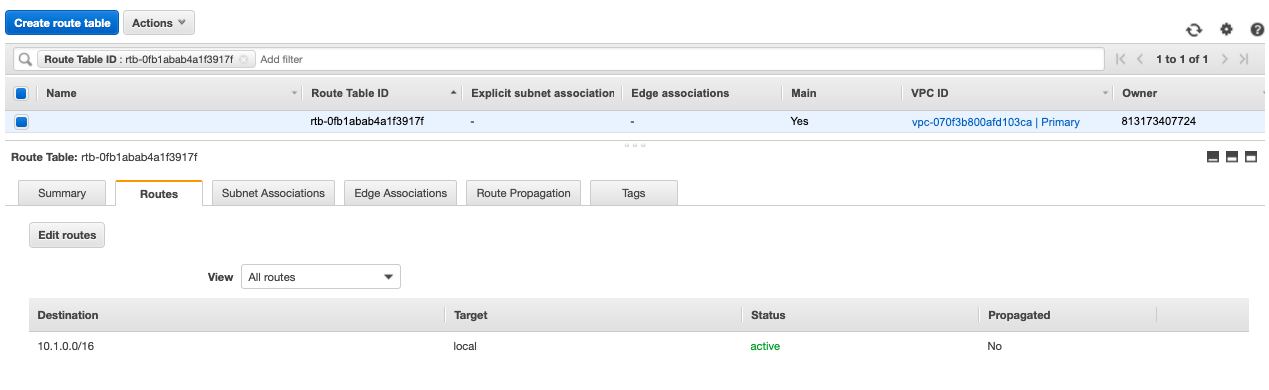 Create route table Actions
Route Table ID : rtb-0fb1abab4a1f3917f Add filter 1 to 1 of 1
Name Route Table ID Explicit subnet association Edge associations Main VPC ID Owner
rtb-0fb1abab4a1f3917f - - Yes vpc-070f3b800afd103ca | Primary 813173407724
Route Table: rtb-0fb1abab4a1f3917f
Summary Routes Subnet Associations Edge Associations Route Propagation Tags
Edit routes
View All routes
Destination Target Status Propagated
10.1.0.0/16 local active No